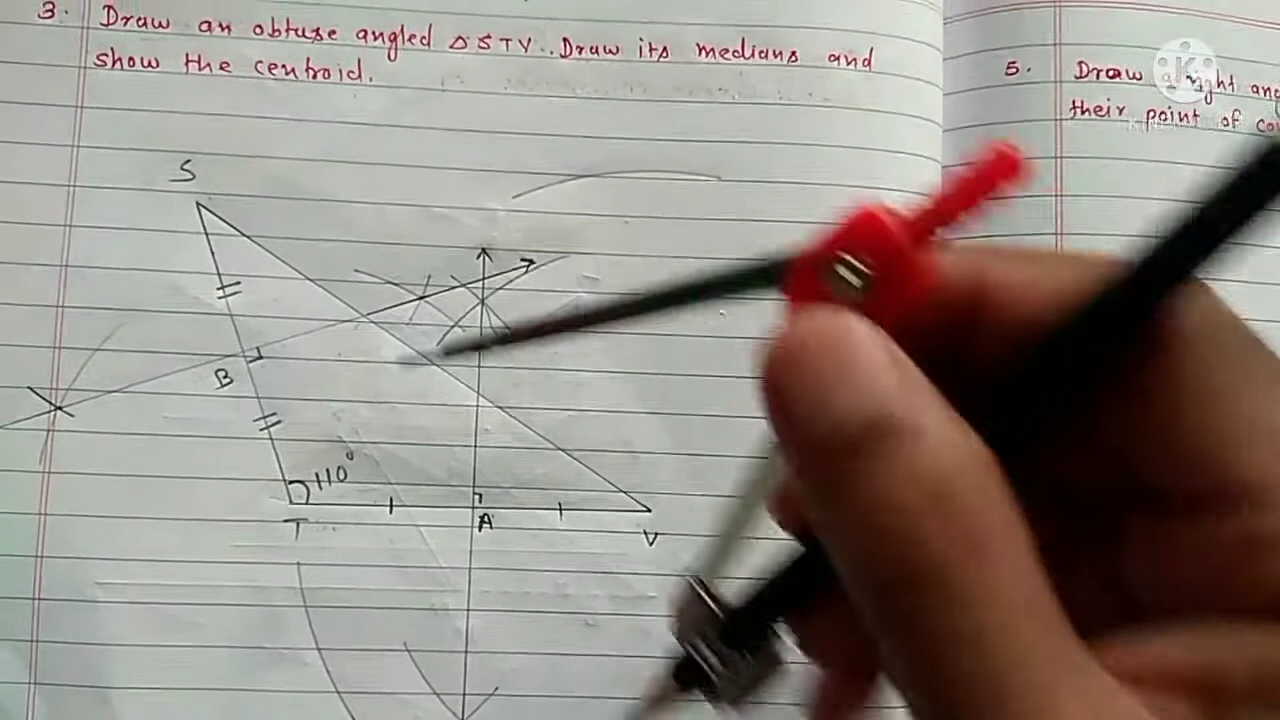 3. Draw an obtuse angled Δ STV. Draw its medians and
show the centroid.
5. Draw a right
their point of
S
B
110°
T
A
V
K